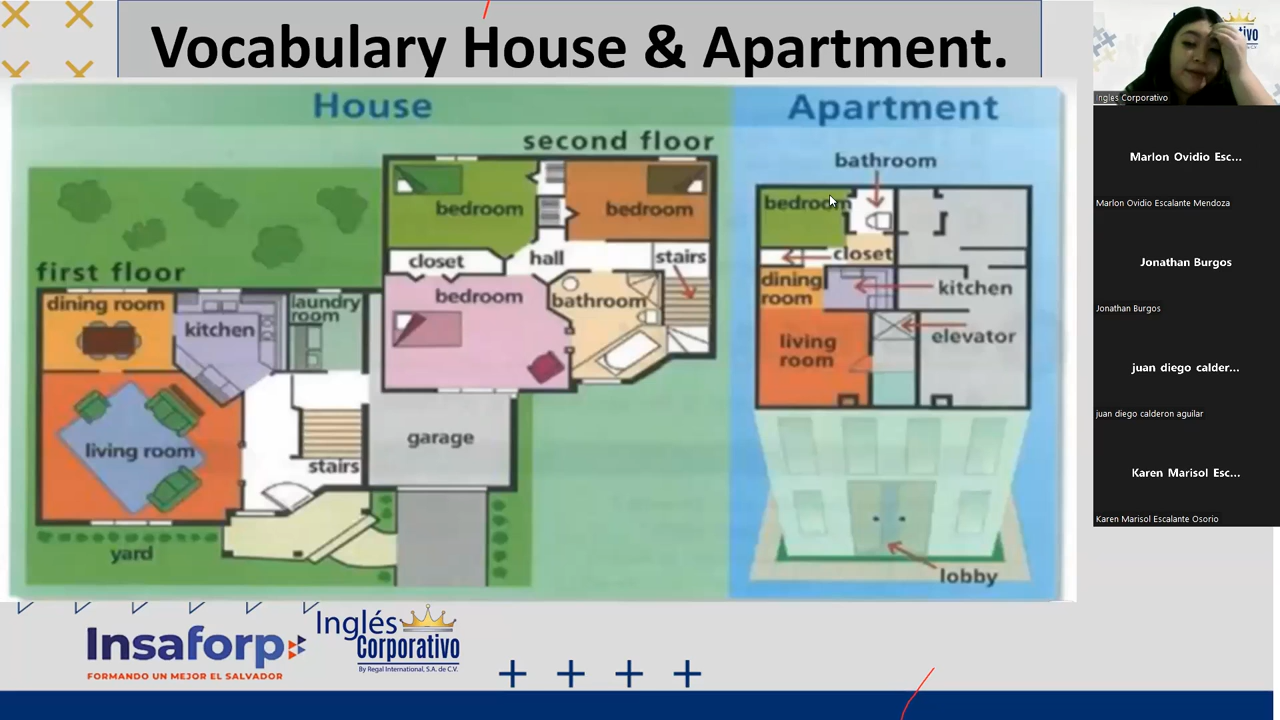 Vocabulary House & Apartment.
House
second floor
bedroom
bedroom
closet
hall
stairs
bedroom
bathroom
first floor
dining room
kitchen
laundry
room
living room
stairs
garage
yard
Apartment
bathroom
bedroom
closet
dining
room
kitchen
living
room
elevator
lobby
Insaforp
FORMANDO UN MEJOR EL SALVADOR
Inglés
Corporativo
By Regal International, S.A. de C.V.
Ingles Corporativo
Marlon Ovidio Esc...
Marlon Ovidio Escalante Mendoza
Jonathan Burgos
Jonathan Burgos
juan diego calder...
juan diego calderon aguilar
Karen Marisol Esc...
Karen Marisol Escalante Osorio